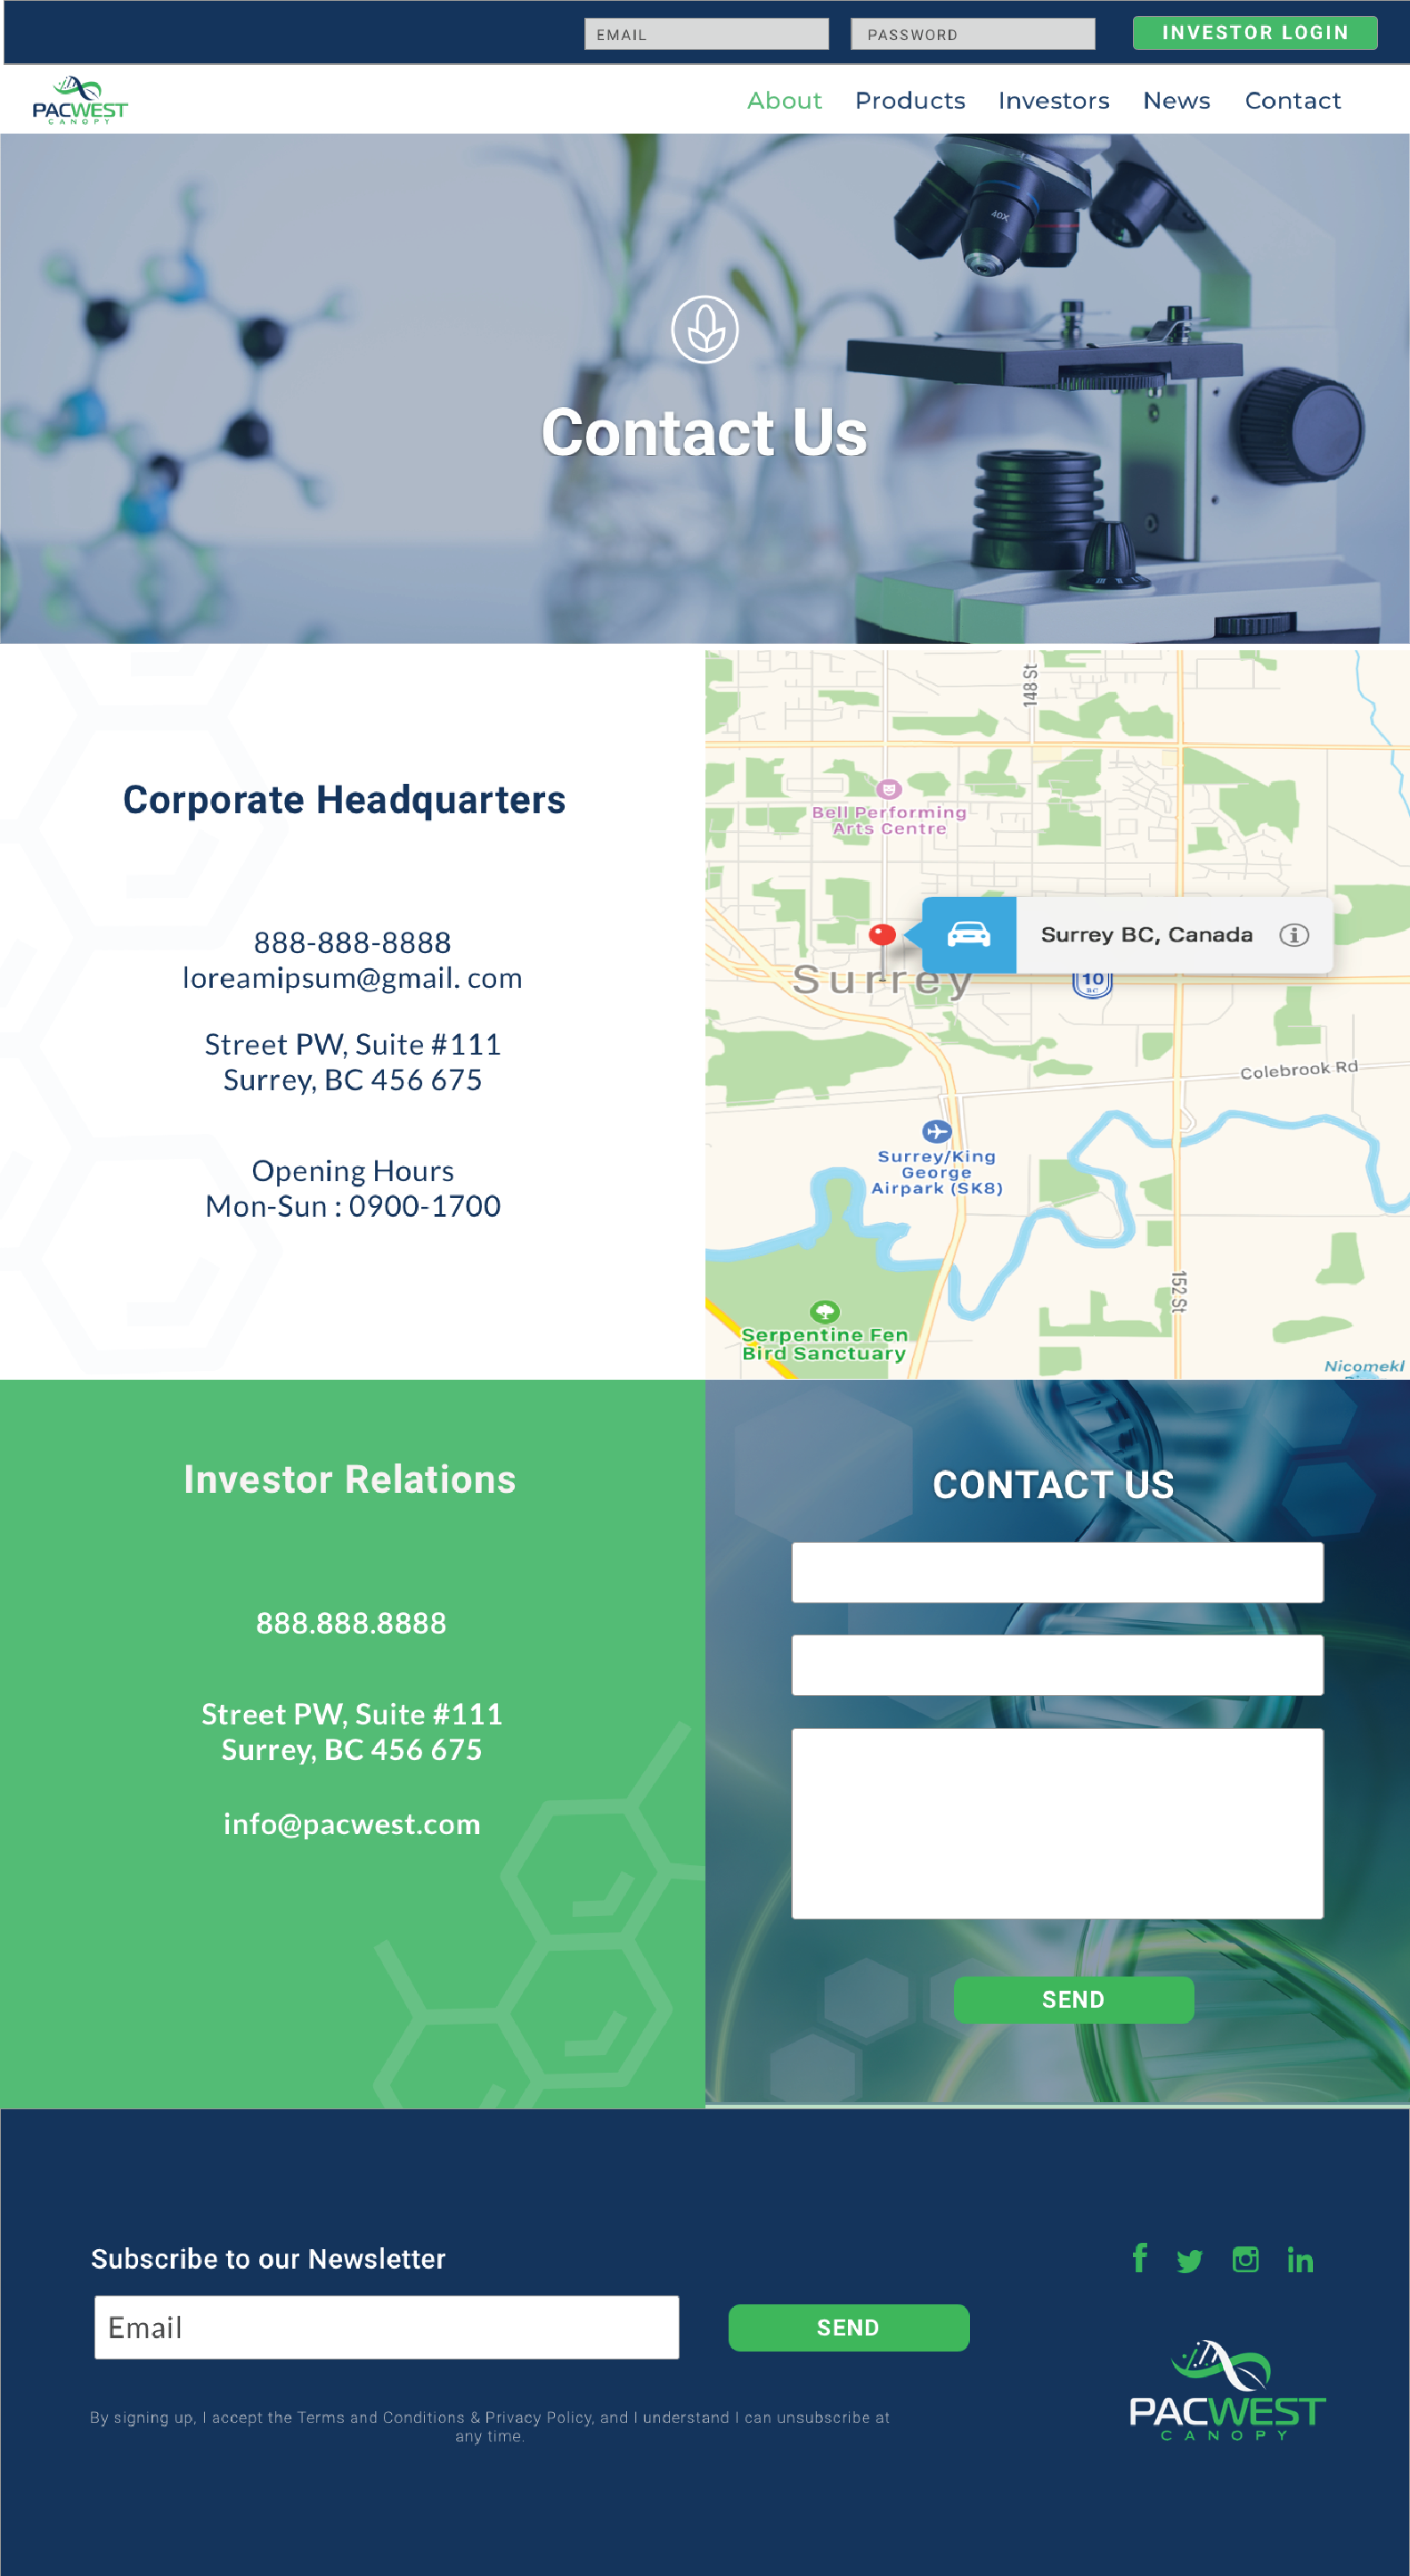 EMAIL
PASSWORD
INVESTOR LOGIN
PACWEST
CANOPY
About
Products
Investors
News
Contact
40X
Contact Us
Corporate Headquarters
888-888-8888
loreamipsum@gmail. com
Street PW, Suite #111
Surrey, BC 456 675
Opening Hours
Mon-Sun : 0900-1700
148 St
Bell Performing
Arts Centre
Surrey BC, Canada
Surrey
10
BC
Colebrook Rd
Surrey/King
George
Airpark (SK8)
152 St
Serpentine Fen
Bird Sanctuary
Nicomekl
Investor Relations
888.888.8888
Street PW, Suite #111
Surrey, BC 456 675
info@pacwest.com
CONTACT US
SEND
Subscribe to our Newsletter
Email
SEND
By signing up, I accept the Terms and Conditions & Privacy Policy, and I understand I can unsubscribe at
any time.
f
in
PACWEST
CANOPY